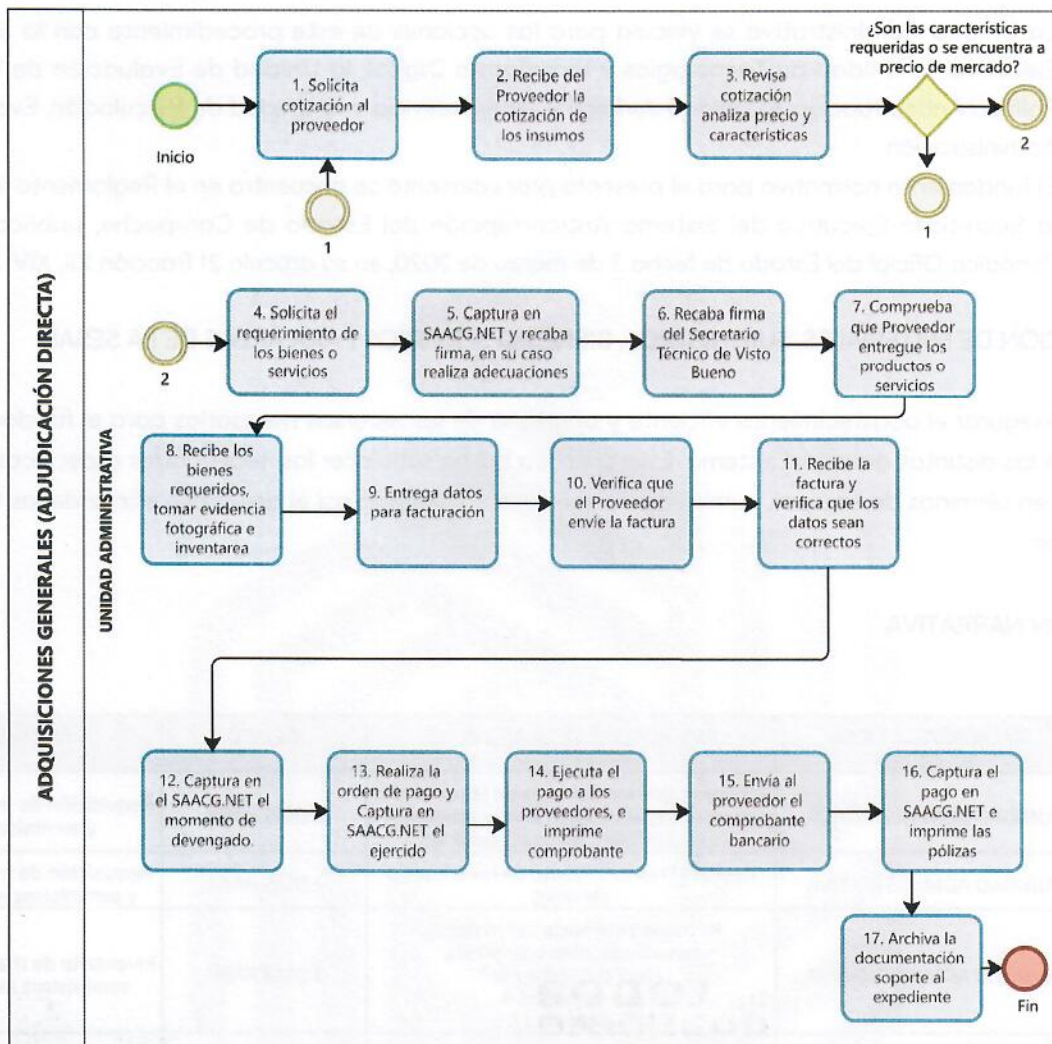 ¿Son las características
requeridas o se encuentra a
precio de mercado?
Inicio
1. Solicita
cotización al
proveedor
2. Recibe del
Proveedor la
cotización de
los insumos
3. Revisa
cotización
analiza precio y
características
2
1
1
2
4. Solicita el
requerimiento de
los bienes o
servicios
5. Captura en
SAACG.NET y recaba
firma, en su caso
realiza adecuaciones
6. Recaba firma
del Secretario
Técnico de Visto
Bueno
7. Comprueba
que Proveedor
entregue los
productos o
servicios
8. Recibe los
bienes
requeridos,
tomar evidencia
fotográfica e
inventarea
9. Entrega datos
para facturación
10. Verifica que
el Proveedor
envíe la factura
11. Recibe la
factura y
verifica que los
datos sean
correctos
ADQUISICIONES GENERALES (ADJUDICACIÓN DIRECTA)
UNIDAD ADMINISTRATIVA
12. Captura en
el SAACG.NET el
momento de
devengado.
13. Realiza la
orden de pago y
Captura en
SAACG.NET el
ejercido
14. Ejecuta el
pago a los
proveedores, e
imprime
comprobante
15. Envía al
proveedor el
comprobante
bancario
16. Captura el
pago en
SAACG.NET e
imprime las
pólizas
17. Archiva la
documentación
soporte al
expediente
Fin